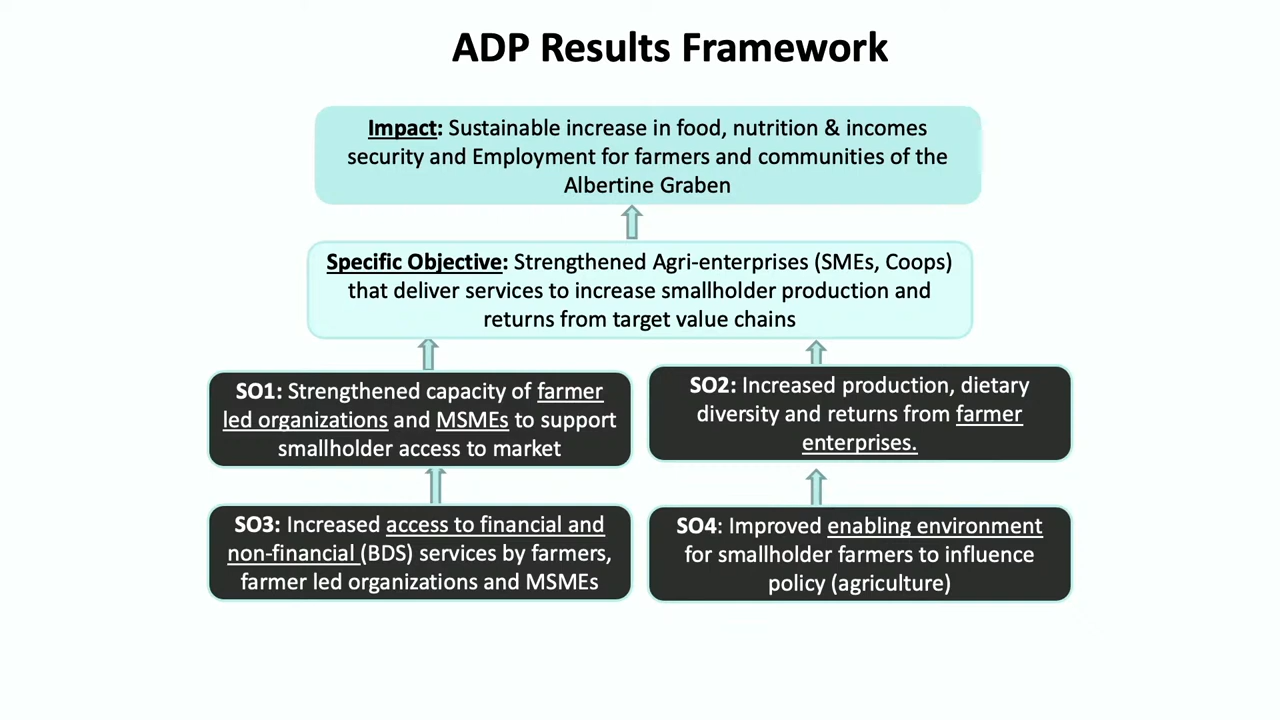 ADP Results Framework
Impact: Sustainable increase in food, nutrition & incomes
security and Employment for farmers and communities of the
Albertine Graben
Specific Objective: Strengthened Agri-enterprises (SMEs, Coops)
that deliver services to increase smallholder production and
returns from target value chains
SO1: Strengthened capacity of farmer
led organizations and MSMEs to support
smallholder access to market
SO2: Increased production, dietary
diversity and returns from farmer
enterprises.
SO3: Increased access to financial and
non-financial (BDS) services by farmers,
farmer led organizations and MSMEs
SO4: Improved enabling environment
for smallholder farmers to influence
policy (agriculture)